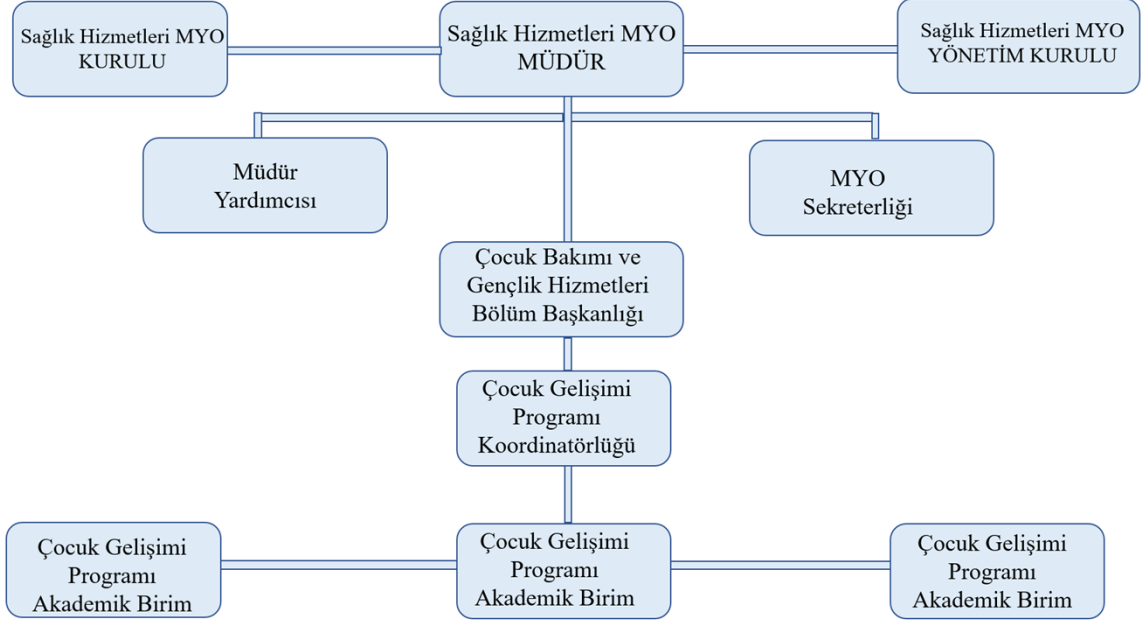 Sağlık Hizmetleri MYO
KURULU
Sağlık Hizmetleri MYO
MÜDÜR
Sağlık Hizmetleri MYO
YÖNETİM KURULU
Müdür
Yardımcısı
MYO
Sekreterliği
Çocuk Bakımı ve
Gençlik Hizmetleri
Bölüm Başkanlığı
Çocuk Gelişimi
Programı
Koordinatörlüğü
Çocuk Gelişimi
Programı
Akademik Birim
Çocuk Gelişimi
Programı
Akademik Birim
Çocuk Gelişimi
Programı
Akademik Birim